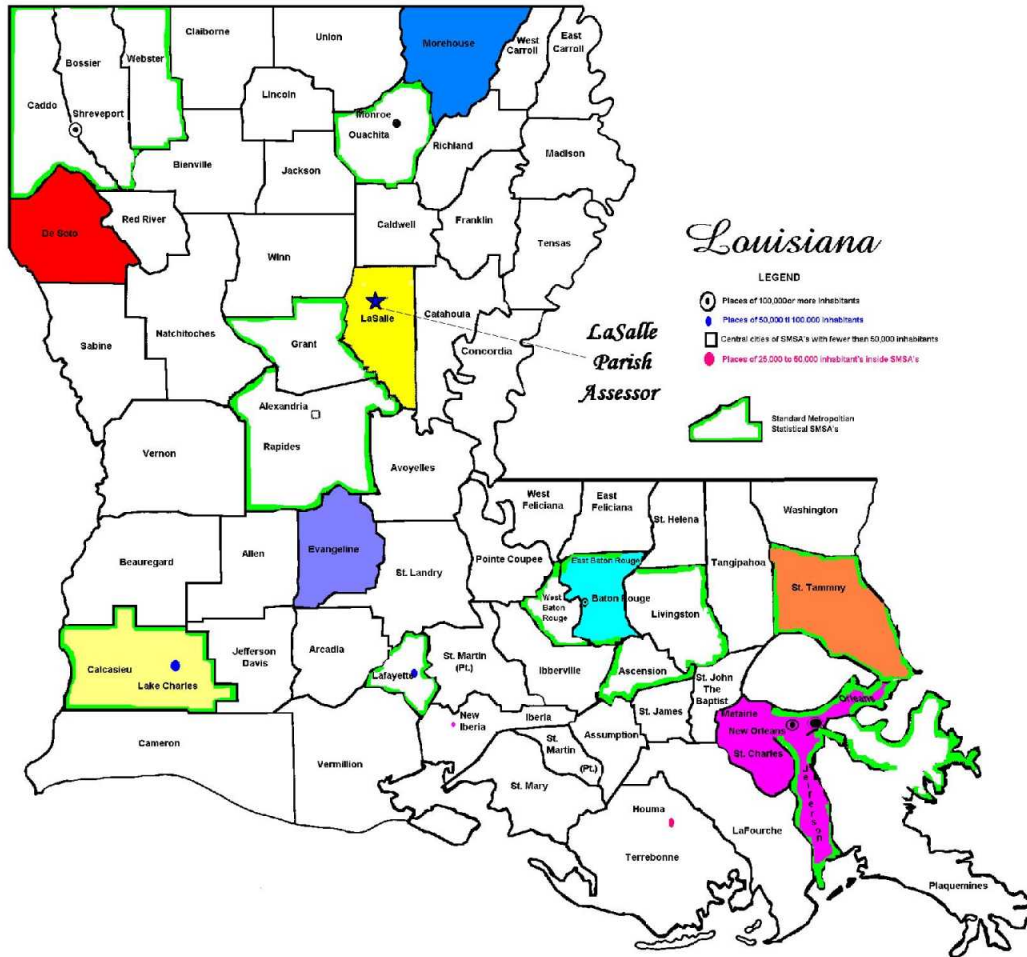 Claiborne
Union
Morehouse
West
Carroll
East
Carroll
Bossier
Webster
Caddo
Shreveport
Lincoln
Monroe
Ouachita
Richland
Madison
Bienville
Jackson
De Soto
Red River
Caldwell
Franklin
Tensas
Winn
Natchitoches
LaSalle
Catahoula
Sabine
Grant
Concordia
Louisiana
LEGEND
Places of 100,000or more inhabitants
Places of 50,000 tl 100.000 inhabitants
Central cities of SMSA's with fewer than 50,000 inhabitants
Places of 25,000 to 50.000 inhabitant's inside SMSA's
Standard Metropoltian
Statistical SMSA's
LaSalle
Parish
Assessor
Alexandria
Rapides
Vernon
Avoyelles
West
Feliciana
East
Feliciana
St. Helena
Washington
Beauregard
Allen
Evangeline
St. Landry
Pointe Coupee
East Baton Rouge
Baton Rouge
West
Baton
Rouge
Livingston
Tangipahoa
St. Tammny
Calcasieu
Lake Charles
Jefferson
Davis
Arcadia
Lafayette
St. Martin
(Pt.)
Ibberville
Ascension
St. John
The
Baptist
Cameron
Vermillion
New
Iberia
Iberia
St.
Martin
(Pt.)
Assumption
St. James
Metairie
Orleans
New Orleans
St. Charles
Jefferson
St. Mary
Houma
Terrebonne
LaFourche
Plaquemines